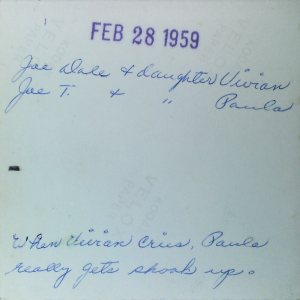 FEB 28 1959
Joe Dale & daughter Vivian
Joe T. & " Paula
When Vivian Cries, Paula
really gets shook up.